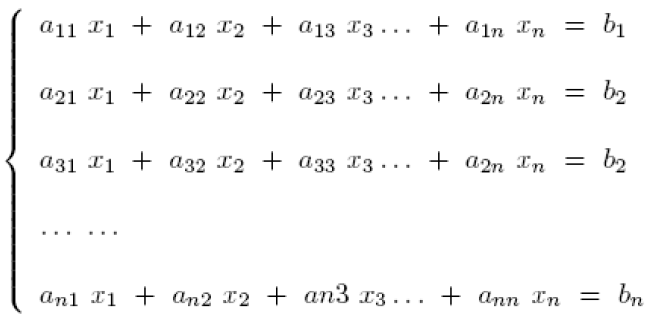 a₁₁ x₁ + a₁₂ x₂ + a₁₃ x₃ … + a₁ₙ xₙ = b₁
a₂₁ x₁ + a₂₂ x₂ + a₂₃ x₃ … + a₂ₙ xₙ = b₂
a₃₁ x₁ + a₃₂ x₂ + a₃₃ x₃ … + a₂ₙ xₙ = b₂
… …
aₙ₁ x₁ + aₙ₂ x₂ + an3 x₃ … + aₙₙ xₙ = bₙ